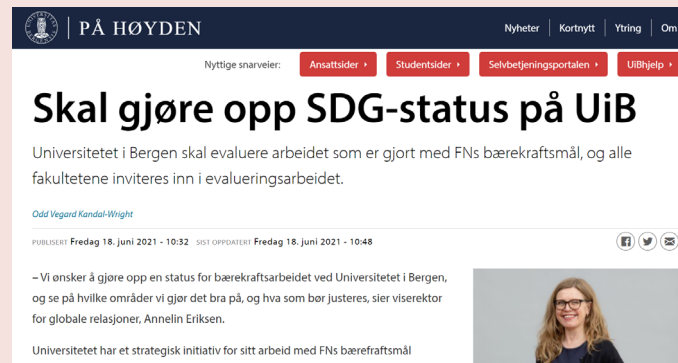 PÅ HØYDEN
Nyheter Kortnytt Ytring Om
Nyttige snarveier: Ansattsider Studentsider Selvbetjeningsportalen UiBhjelp
Skal gjøre opp SDG-status på UiB
Universitetet i Bergen skal evaluere arbeidet som er gjort med FNs bærekraftsmål, og alle
fakultetene inviteres inn i evalueringsarbeidet.
Odd Vegard Kandal-Wright
PUBLISERT Fredag 18. juni 2021 - 10:32 SIST OPPDATERT Fredag 18. juni 2021 - 10:48
– Vi ønsker å gjøre opp en status for bærekraftsarbeidet ved Universitetet i Bergen,
og se på hvilke områder vi gjør det bra på, og hva som bør justeres, sier viserektor
for globale relasjoner, Annelin Eriksen.
Universitetet har et strategisk initiativ for sitt arbeid med FNs bærefraftsmål